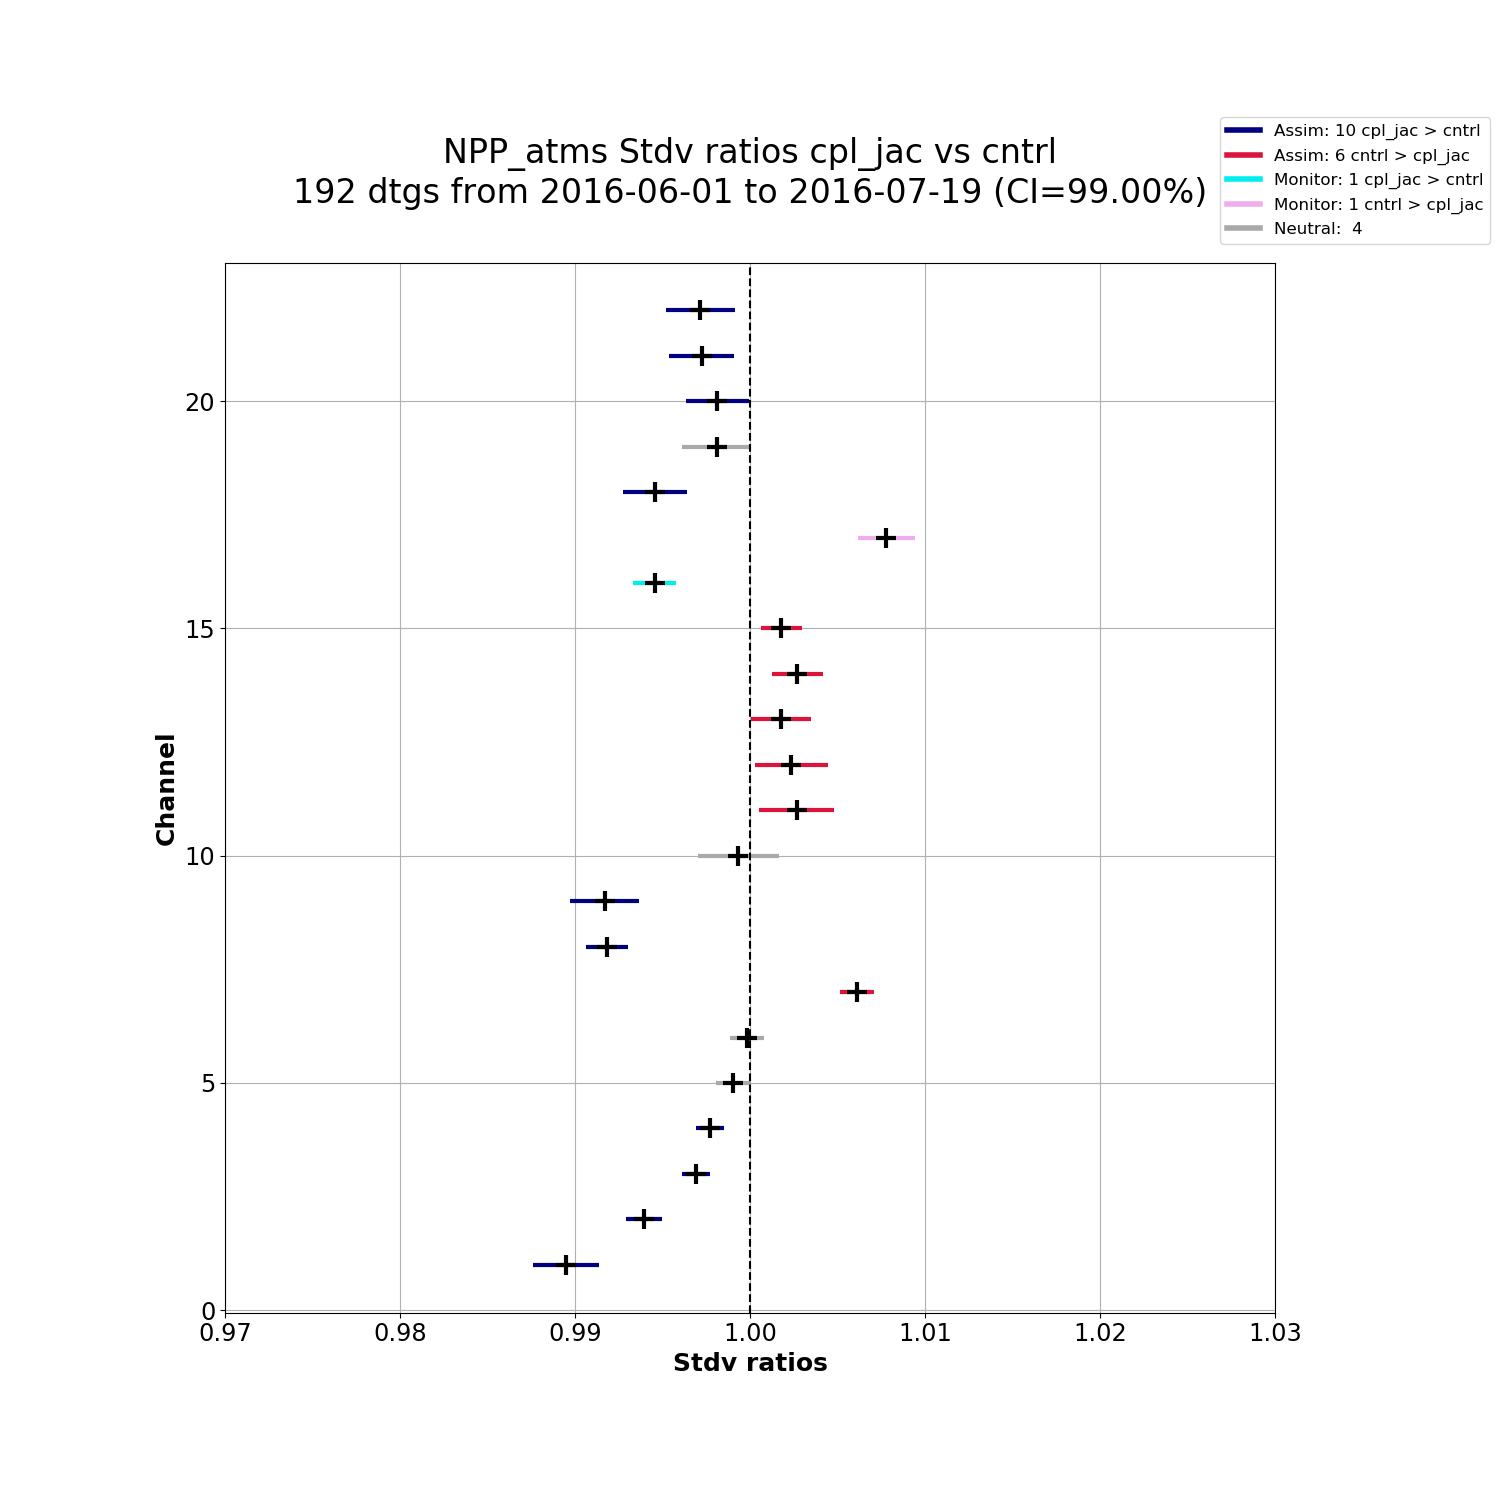 NPP_atms Stdv ratios cpl_jac vs cntrl
192 dtgs from 2016-06-01 to 2016-07-19 (CI=99.00%)
Assim: 10 cpl_jac > cntrl
Assim: 6 cntrl > cpl_jac
Monitor: 1 cpl_jac > cntrl
Monitor: 1 cntrl > cpl_jac
Neutral:  4
20
15
10
5
0
Channel
0.97 0.98 0.99 1.00 1.01 1.02 1.03
Stdv ratios